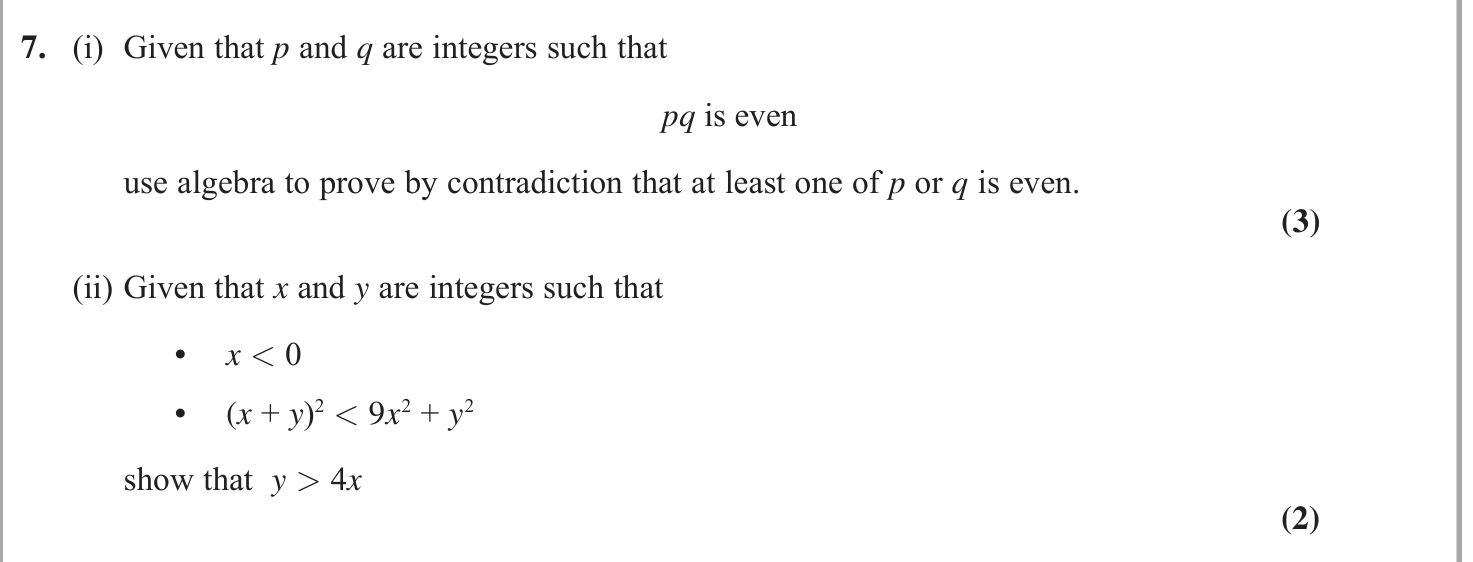 7. (i) Given that p and q are integers such that
pq is even
use algebra to prove by contradiction that at least one of p or q is even.
(3)
(ii) Given that x and y are integers such that
• x < 0
• (x + y)² < 9x² + y²
show that y > 4x
(2)